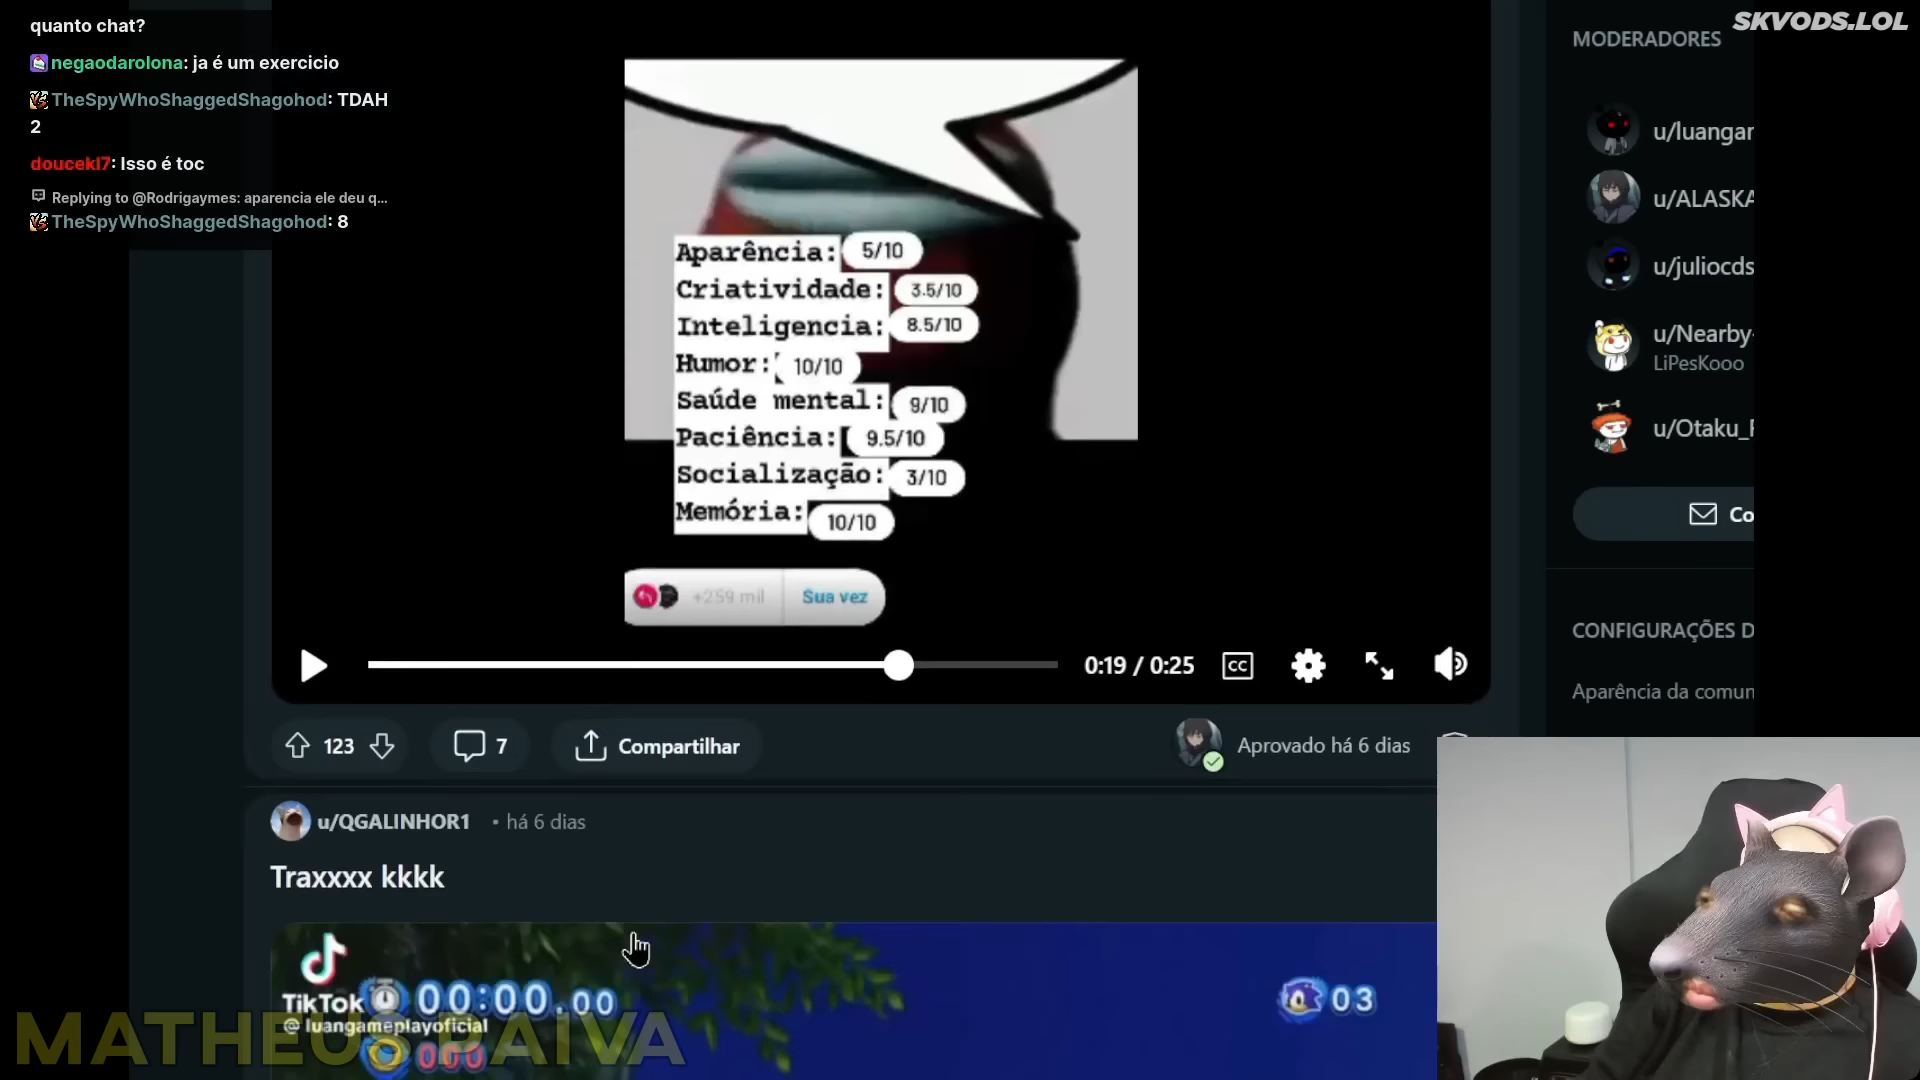 quanto chat?
negaodarolona: ja é um exercicio
TheSpyWhoShaggedShagohod: TDAH
2
doucekl7: Isso é toc
Replying to @Rodrigaymes: aparencia ele deu q...
TheSpyWhoShaggedShagohod: 8
SKVODS.LOL
MODERADORES
u/luangar
u/ALASKA
u/juliocds
u/Nearby-
LiPesKooo
u/Otaku_F
Co
CONFIGURAÇÕES D
Aparência da comun
Aparência: 5/10
Criatividade: 3.5/10
Inteligencia: 8.5/10
Humor: 10/10
Saúde mental: 9/10
Paciência: 9.5/10
Socialização: 3/10
Memória: 10/10
+259 mil Sua vez
0:19 / 0:25 CC
123 7 Compartilhar Aprovado há 6 dias
u/QGALINHOR1 • há 6 dias
Traxxxx kkkk
TikTok 00:00.00 03
@luangameplayoficial
000
MATHEUS PAIVA